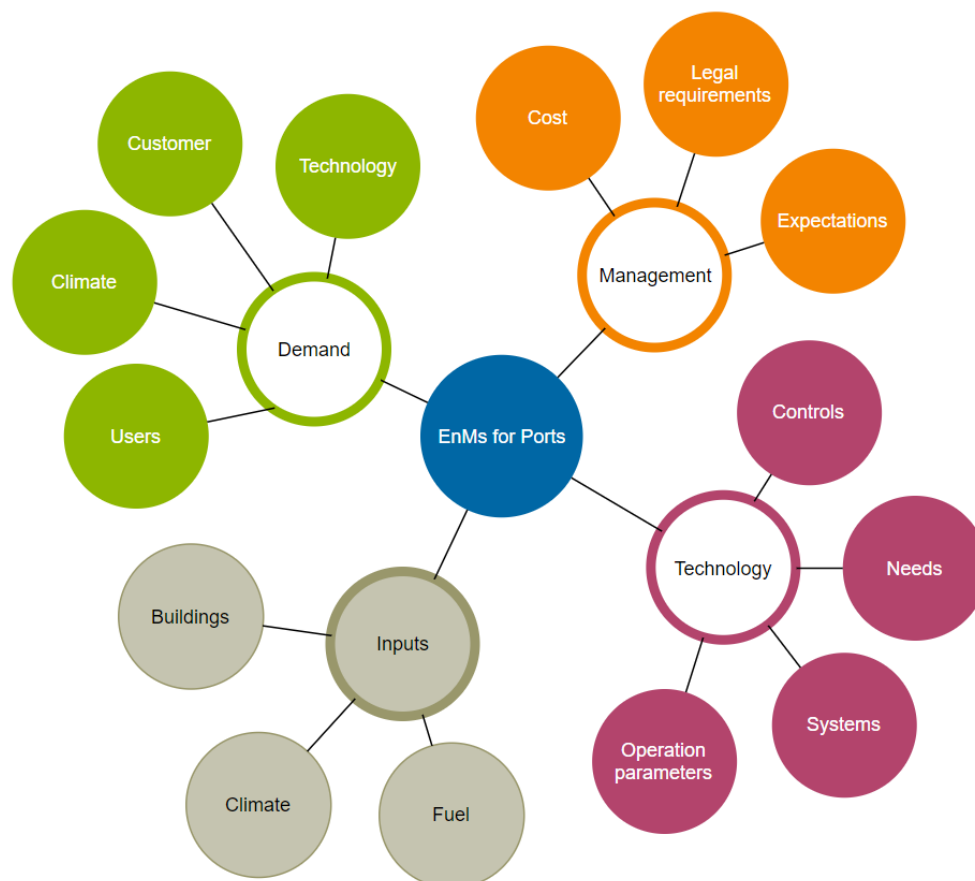 Customer
Technology
Climate
Users
Demand
Cost
Legal
requirements
Expectations
Management
EnMs for Ports
Controls
Needs
Systems
Operation
parameters
Technology
Buildings
Climate
Fuel
Inputs